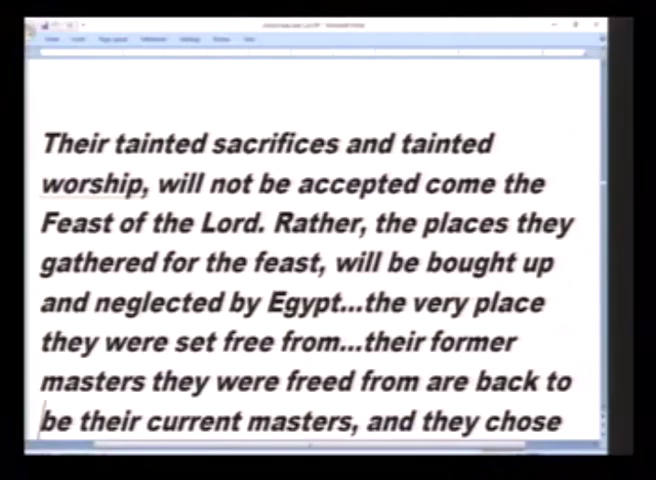 Their tainted sacrifices and tainted
worship, will not be accepted come the
Feast of the Lord. Rather, the places they
gathered for the feast, will be bought up
and neglected by Egypt...the very place
they were set free from...their former
masters they were freed from are back to
be their current masters, and they chose